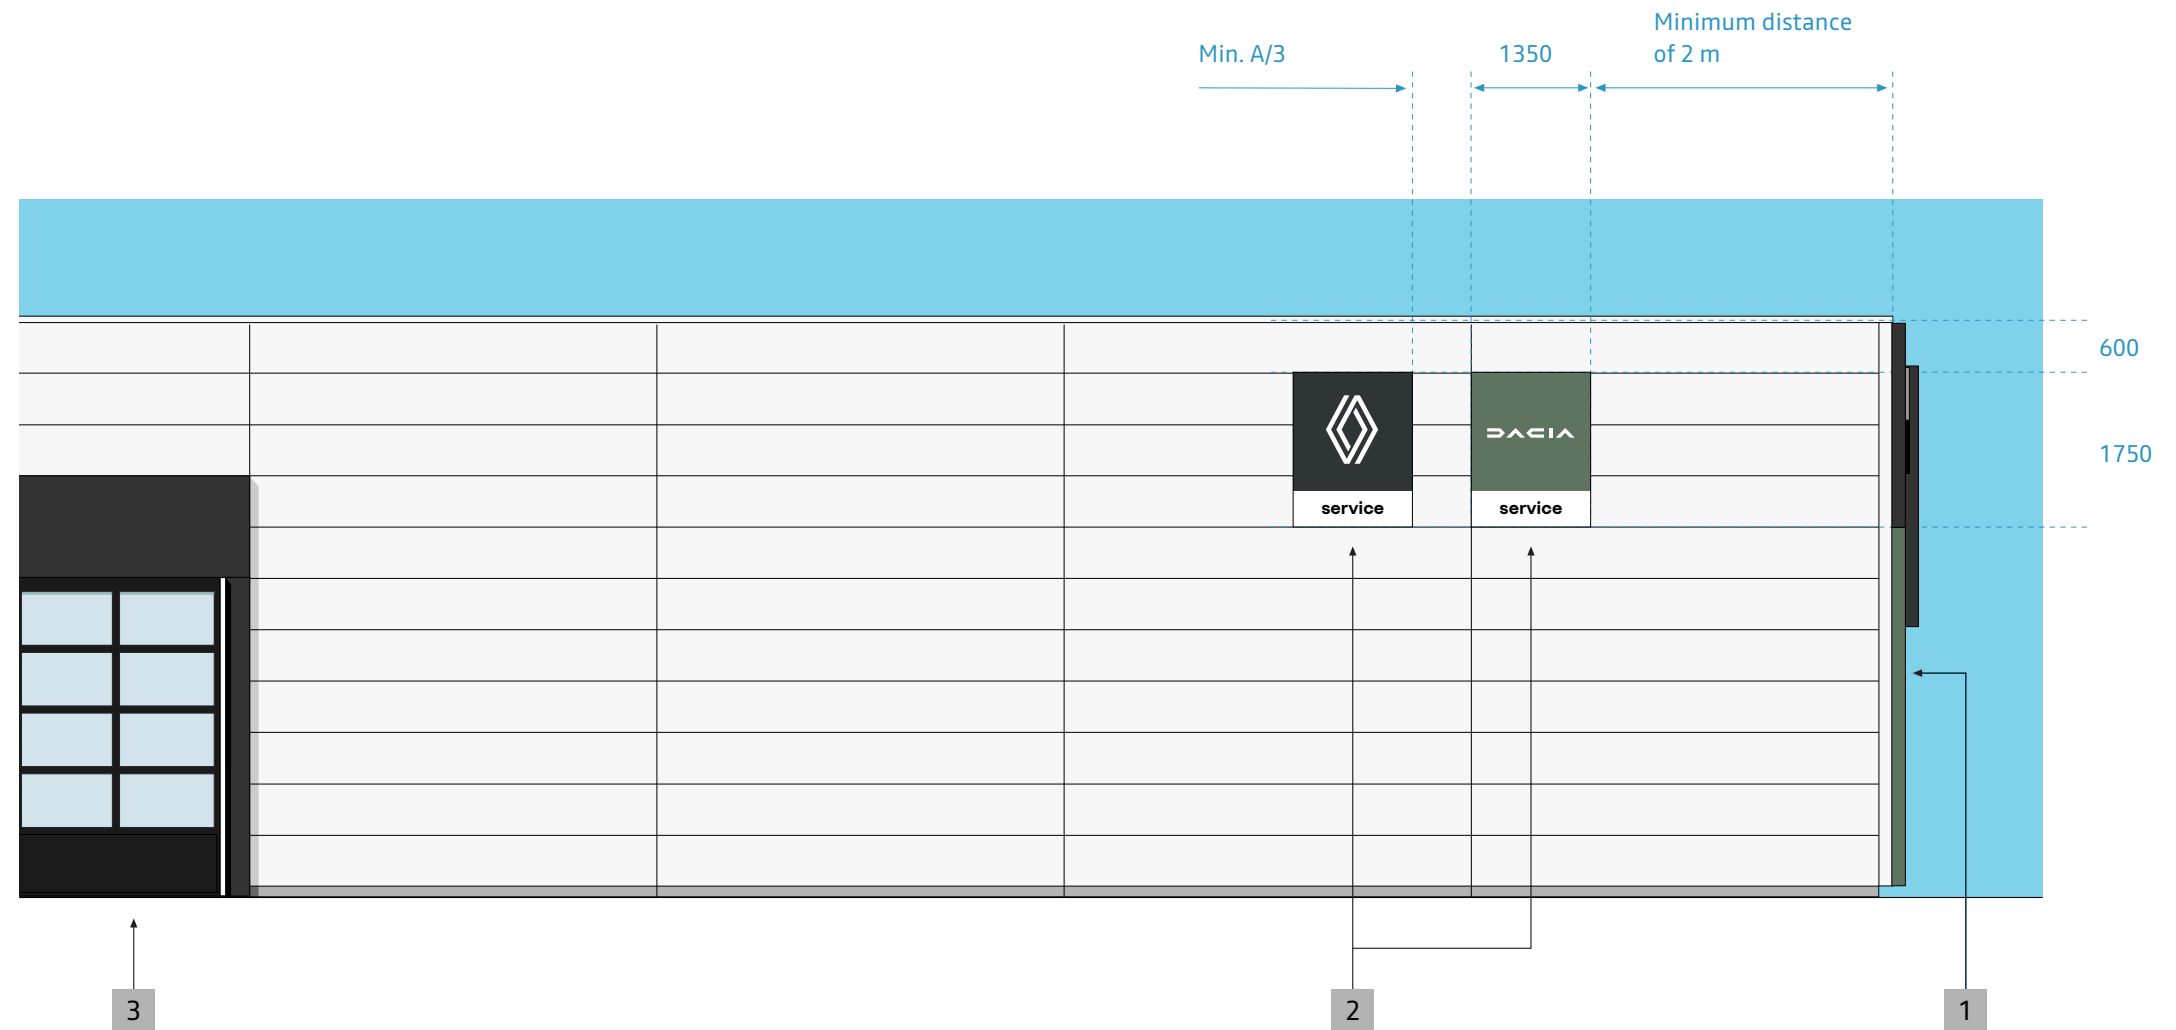 Minimum distance
Min. A/3
1350
of 2 m
600
1750
DACIA
service
service
3
2
1